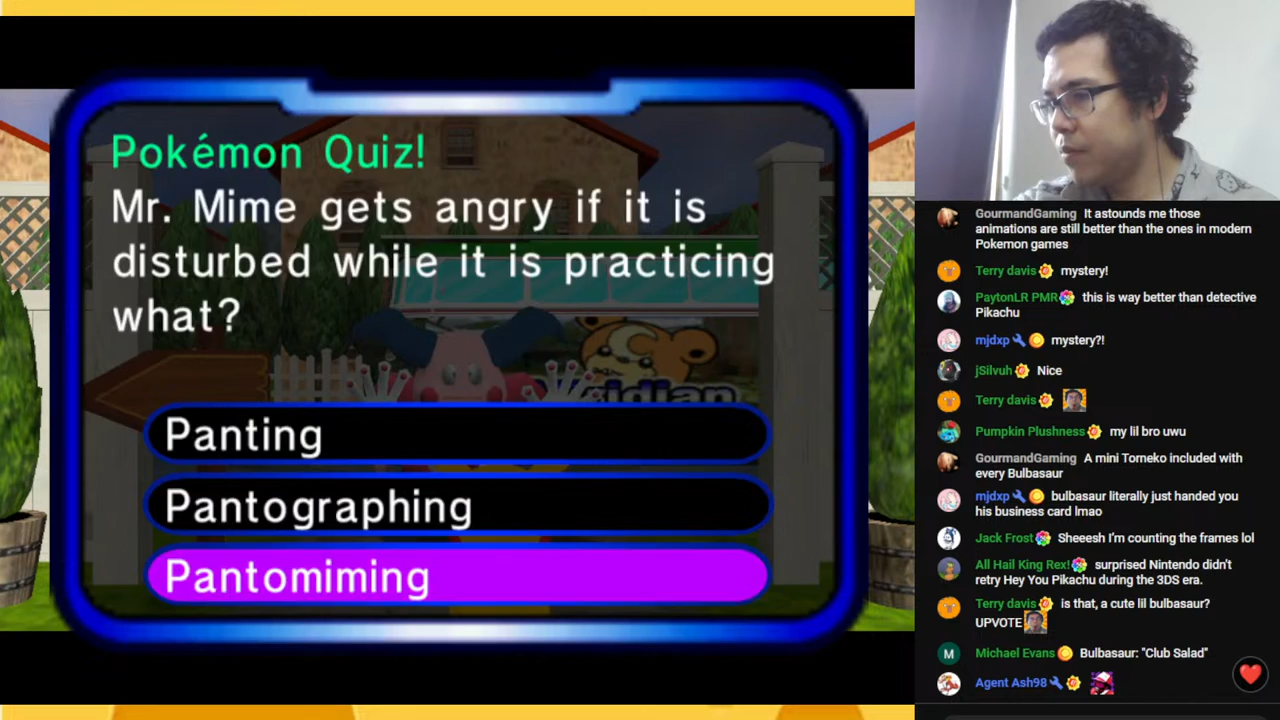 Pokémon Quiz!
Mr. Mime gets angry if it is
disturbed while it is practicing
what?
Panting
Pantographing
Pantomiming
GourmandGaming It astounds me those
animations are still better than the ones in modern
Pokemon games
Terry davis mystery!
PaytonLR PMR this is way better than detective
Pikachu
mjdxp mystery?!
jSilvuh Nice
Terry davis
Pumpkin Plushness my lil bro uwu
GourmandGaming A mini Torneko included with
every Bulbasaur
mjdxp bulbasaur literally just handed you
his business card lmao
Jack Frost Sheeesh I'm counting the frames lol
All Hail King Rex! surprised Nintendo didn't
retry Hey You Pikachu during the 3DS era.
Terry davis is that, a cute lil bulbasaur?
UPVOTE
M
Michael Evans Bulbasaur: "Club Salad"
Agent Ash98